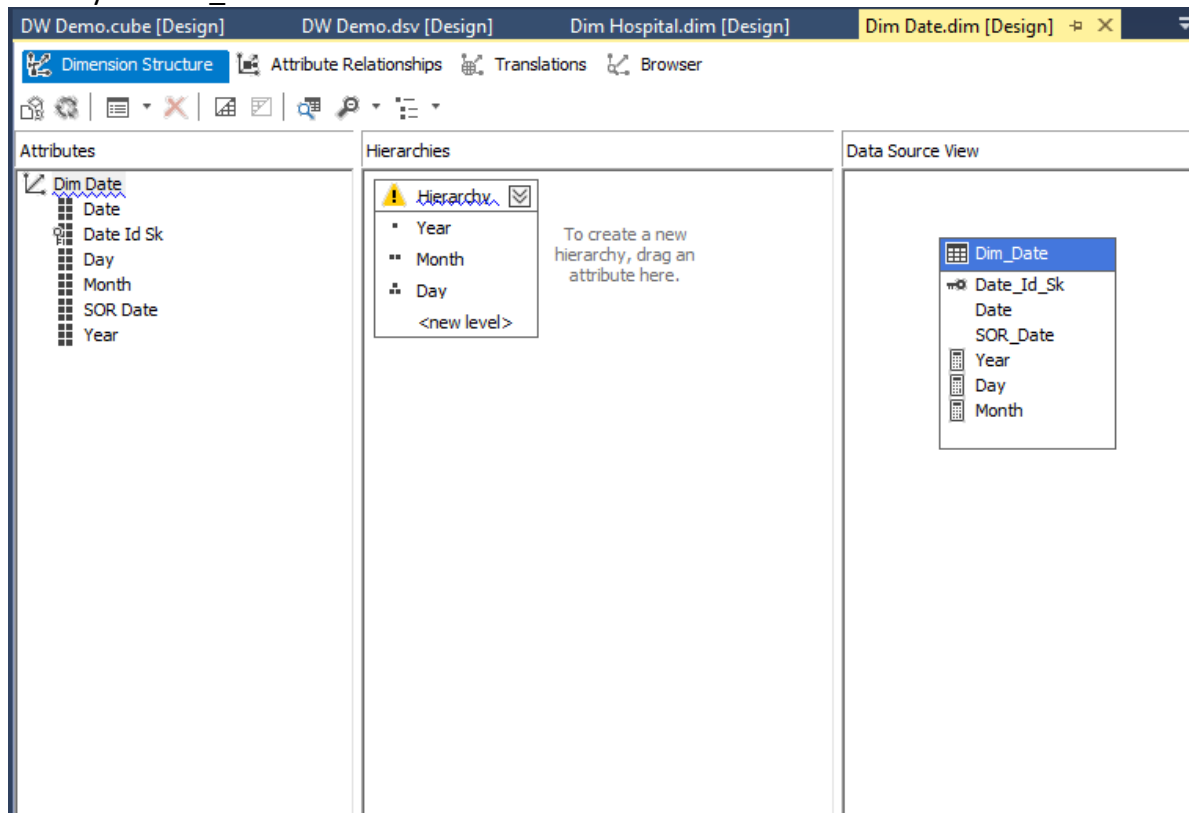 DW Demo.cube [Design] DW Demo.dsv [Design] Dim Hospital.dim [Design] Dim Date.dim [Design]
Dimension Structure Attribute Relationships Translations Browser
Attributes
Dim Date
Date
Date Id Sk
Day
Month
SOR Date
Year
Hierarchies
Hierarchy
Year
Month
Day
<new level>
To create a new
hierarchy, drag an
attribute here.
Data Source View
Dim_Date
Date_Id_Sk
Date
SOR_Date
Year
Day
Month